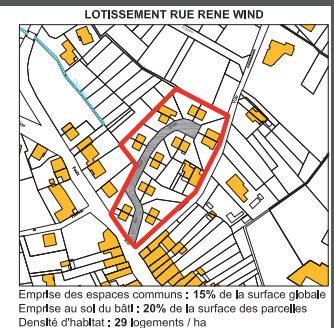 LOTISSEMENT RUE RENE WIND
Emprise des espaces communs : 15% de la surface globale
Emprise au sol du bâti : 20% de la surface des parcelles
Densité d'habitat : 29 logements / ha